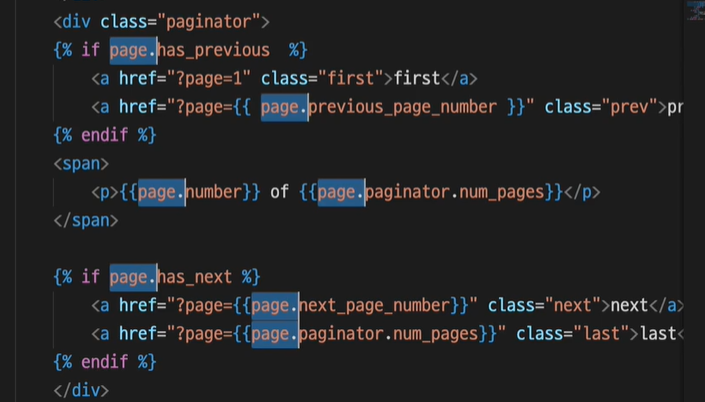 <div class="paginator">
{% if page.has_previous  %}
<a href="?page=1" class="first">first</a>
<a href="?page={{ page.previous_page_number }}" class="prev">pr
{% endif %}
<span>
<p>{{page.number}} of {{page.paginator.num_pages}}</p>
</span>
{% if page.has_next %}
<a href="?page={{page.next_page_number}}" class="next">next</a>
<a href="?page={{page.paginator.num_pages}}" class="last">last<
{% endif %}
</div>